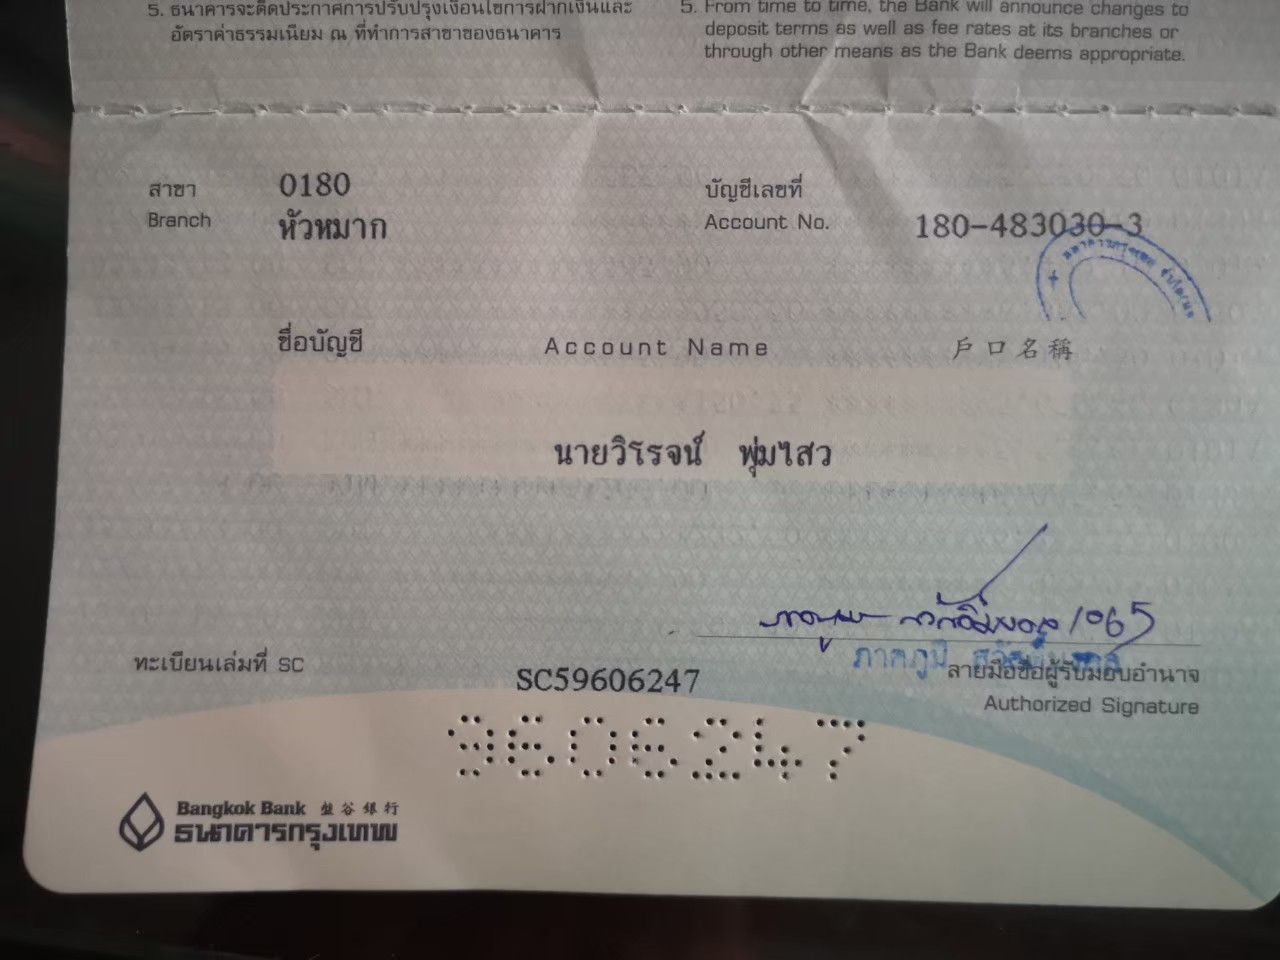 5. ธนาคารจะติดประกาศการปรับปรุงเงื่อนไขการฝากเงินและ
อัตราค่าธรรมเนียม ณ ที่ทำการสาขาของธนาคาร
5. From time to time, the Bank will announce changes to
deposit terms as well as fee rates at its branches or
through other means as the Bank deems appropriate.
สาขา 0180
Branch หัวหมาก
บัญชีเลขที่
Account No. 180-483030-3
ชื่อบัญชี Account Name 戶口名稱
นายวิโรจน์ พุ่มไสว
1065
ภาคภูมิ
ลายมือชื่อผู้รับมอบอำนาจ
Authorized Signature
ทะเบียนเล่มที่ SC SC59606247
9606247
Bangkok Bank 盤谷銀行
ธนาคารกรุงเทพ